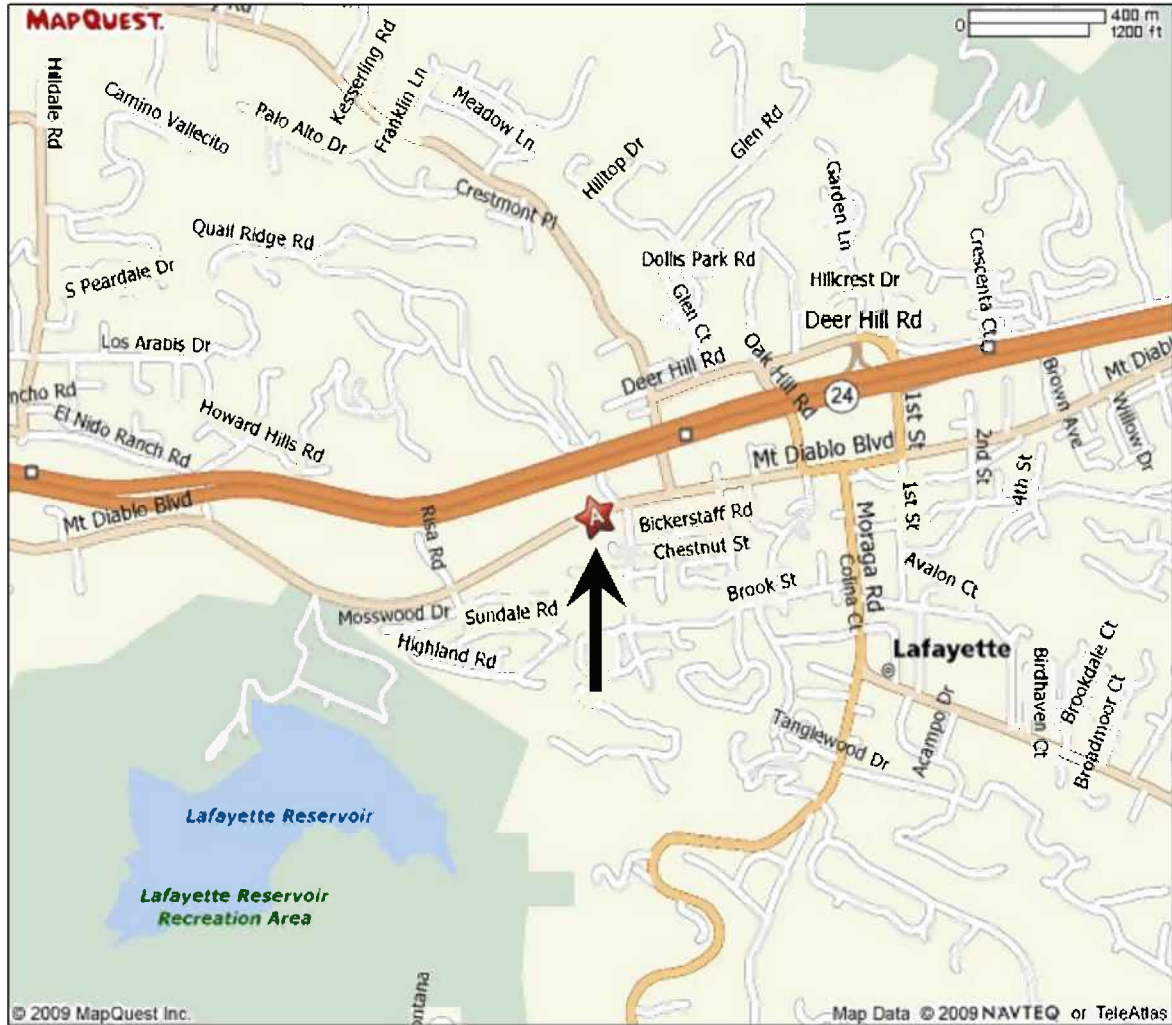 MAPQUEST.
0
400 m
1200 ft
Rd
Hilldale Rd
Camino Vallecito
Palo Alto Dr
Kesserling Rd
Franklin Ln
Meadow Ln
Hilltop Dr
Glen Rd
Garden Ln
Crestmont Pl
Quail Ridge Rd
S Peardale Dr
Dollis Park Rd
Hillcrest Dr
Crescenta Ct
Glen Ct
Deer Hill Rd
Los Arabis Dr
Deer Hill Rd
Oak Hill Rd
24
Mt Diabl
ncho Rd
El Nido Ranch Rd
Howard Hills Rd
1st St
Brown Ave
Willow Dr
Mt Diablo Blvd
2nd St
4th St
Mt Diablo Blvd
Risa Rd
A
Bickerstaff Rd
Chestnut St
1st St
Moraga Rd
Colina Ct
Avalon Ct
Brook St
Mosswood Dr
Sundale Rd
Highland Rd
Lafayette
Birdhaven Ct
Brookdale Ct
Broadmoor Ct
Acampo Dr
Tanglewood Dr
Lafayette Reservoir
Lafayette Reservoir
Recreation Area
ontana
© 2009 MapQuest Inc.
Map Data © 2009 NAVTEQ or TeleAtlas